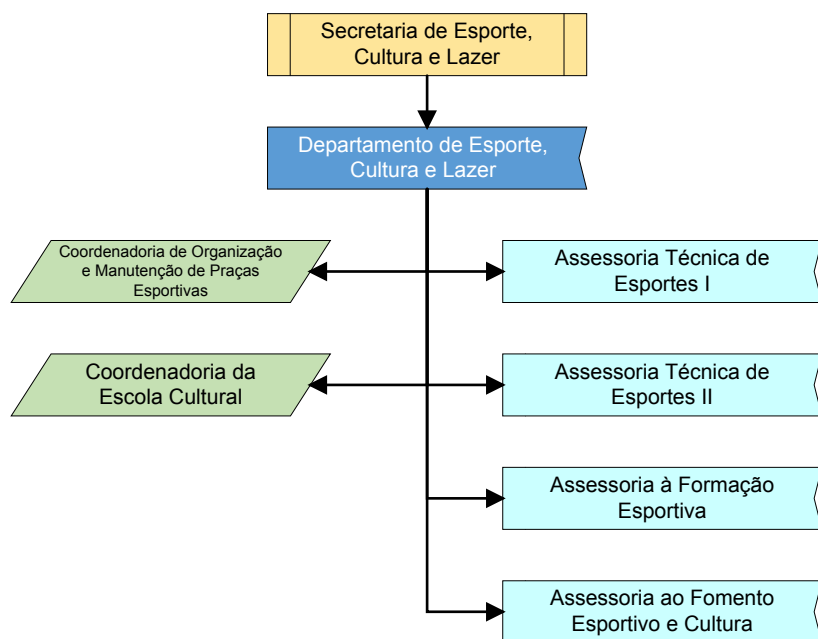 Secretaria de Esporte,
Cultura e Lazer
Departamento de Esporte,
Cultura e Lazer
Coordenadoria de Organização
e Manutenção de Praças
Esportivas
Assessoria Técnica de
Esportes I
Coordenadoria da
Escola Cultural
Assessoria Técnica de
Esportes II
Assessoria à Formação
Esportiva
Assessoria ao Fomento
Esportivo e Cultura